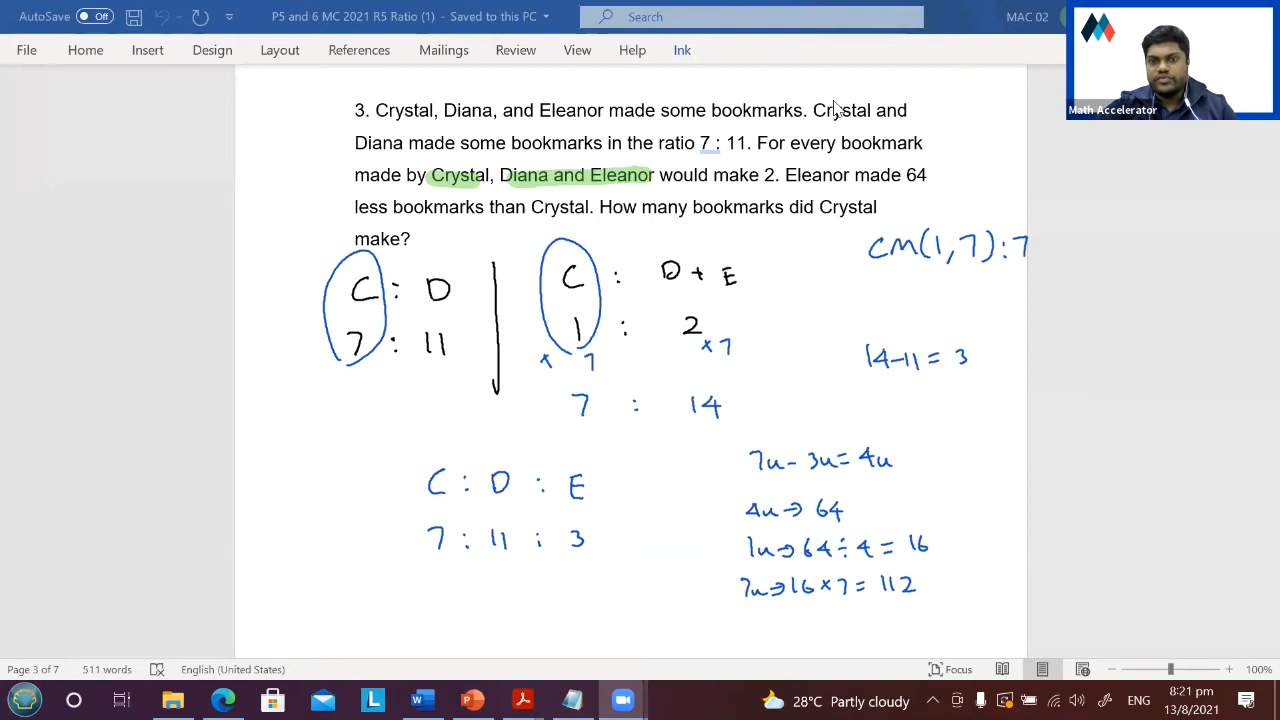 AutoSave Off P5 and 6 MC 2021 R5 Ratio (1) - Saved to this PC Search MAC 02
File Home Insert Design Layout References Mailings Review View Help Ink
Math Accelerator
3. Crystal, Diana, and Eleanor made some bookmarks. Crystal and
Diana made some bookmarks in the ratio 7 : 11. For every bookmark
made by Crystal, Diana and Eleanor would make 2. Eleanor made 64
less bookmarks than Crystal. How many bookmarks did Crystal
make?
CM(1,7):7
C : D
C : D + E
7 : 11
1 : 2
× 7 × 7
14-11 = 3
7 : 14
7u - 3u = 4u
C : D : E
4u → 64
7 : 11 : 3
1u → 64 ÷ 4 = 16
7u → 16 × 7 = 112
Page 3 of 7 511 words English (United States) Focus 100%
28°C Partly cloudy ENG 8:21 pm
13/8/2021